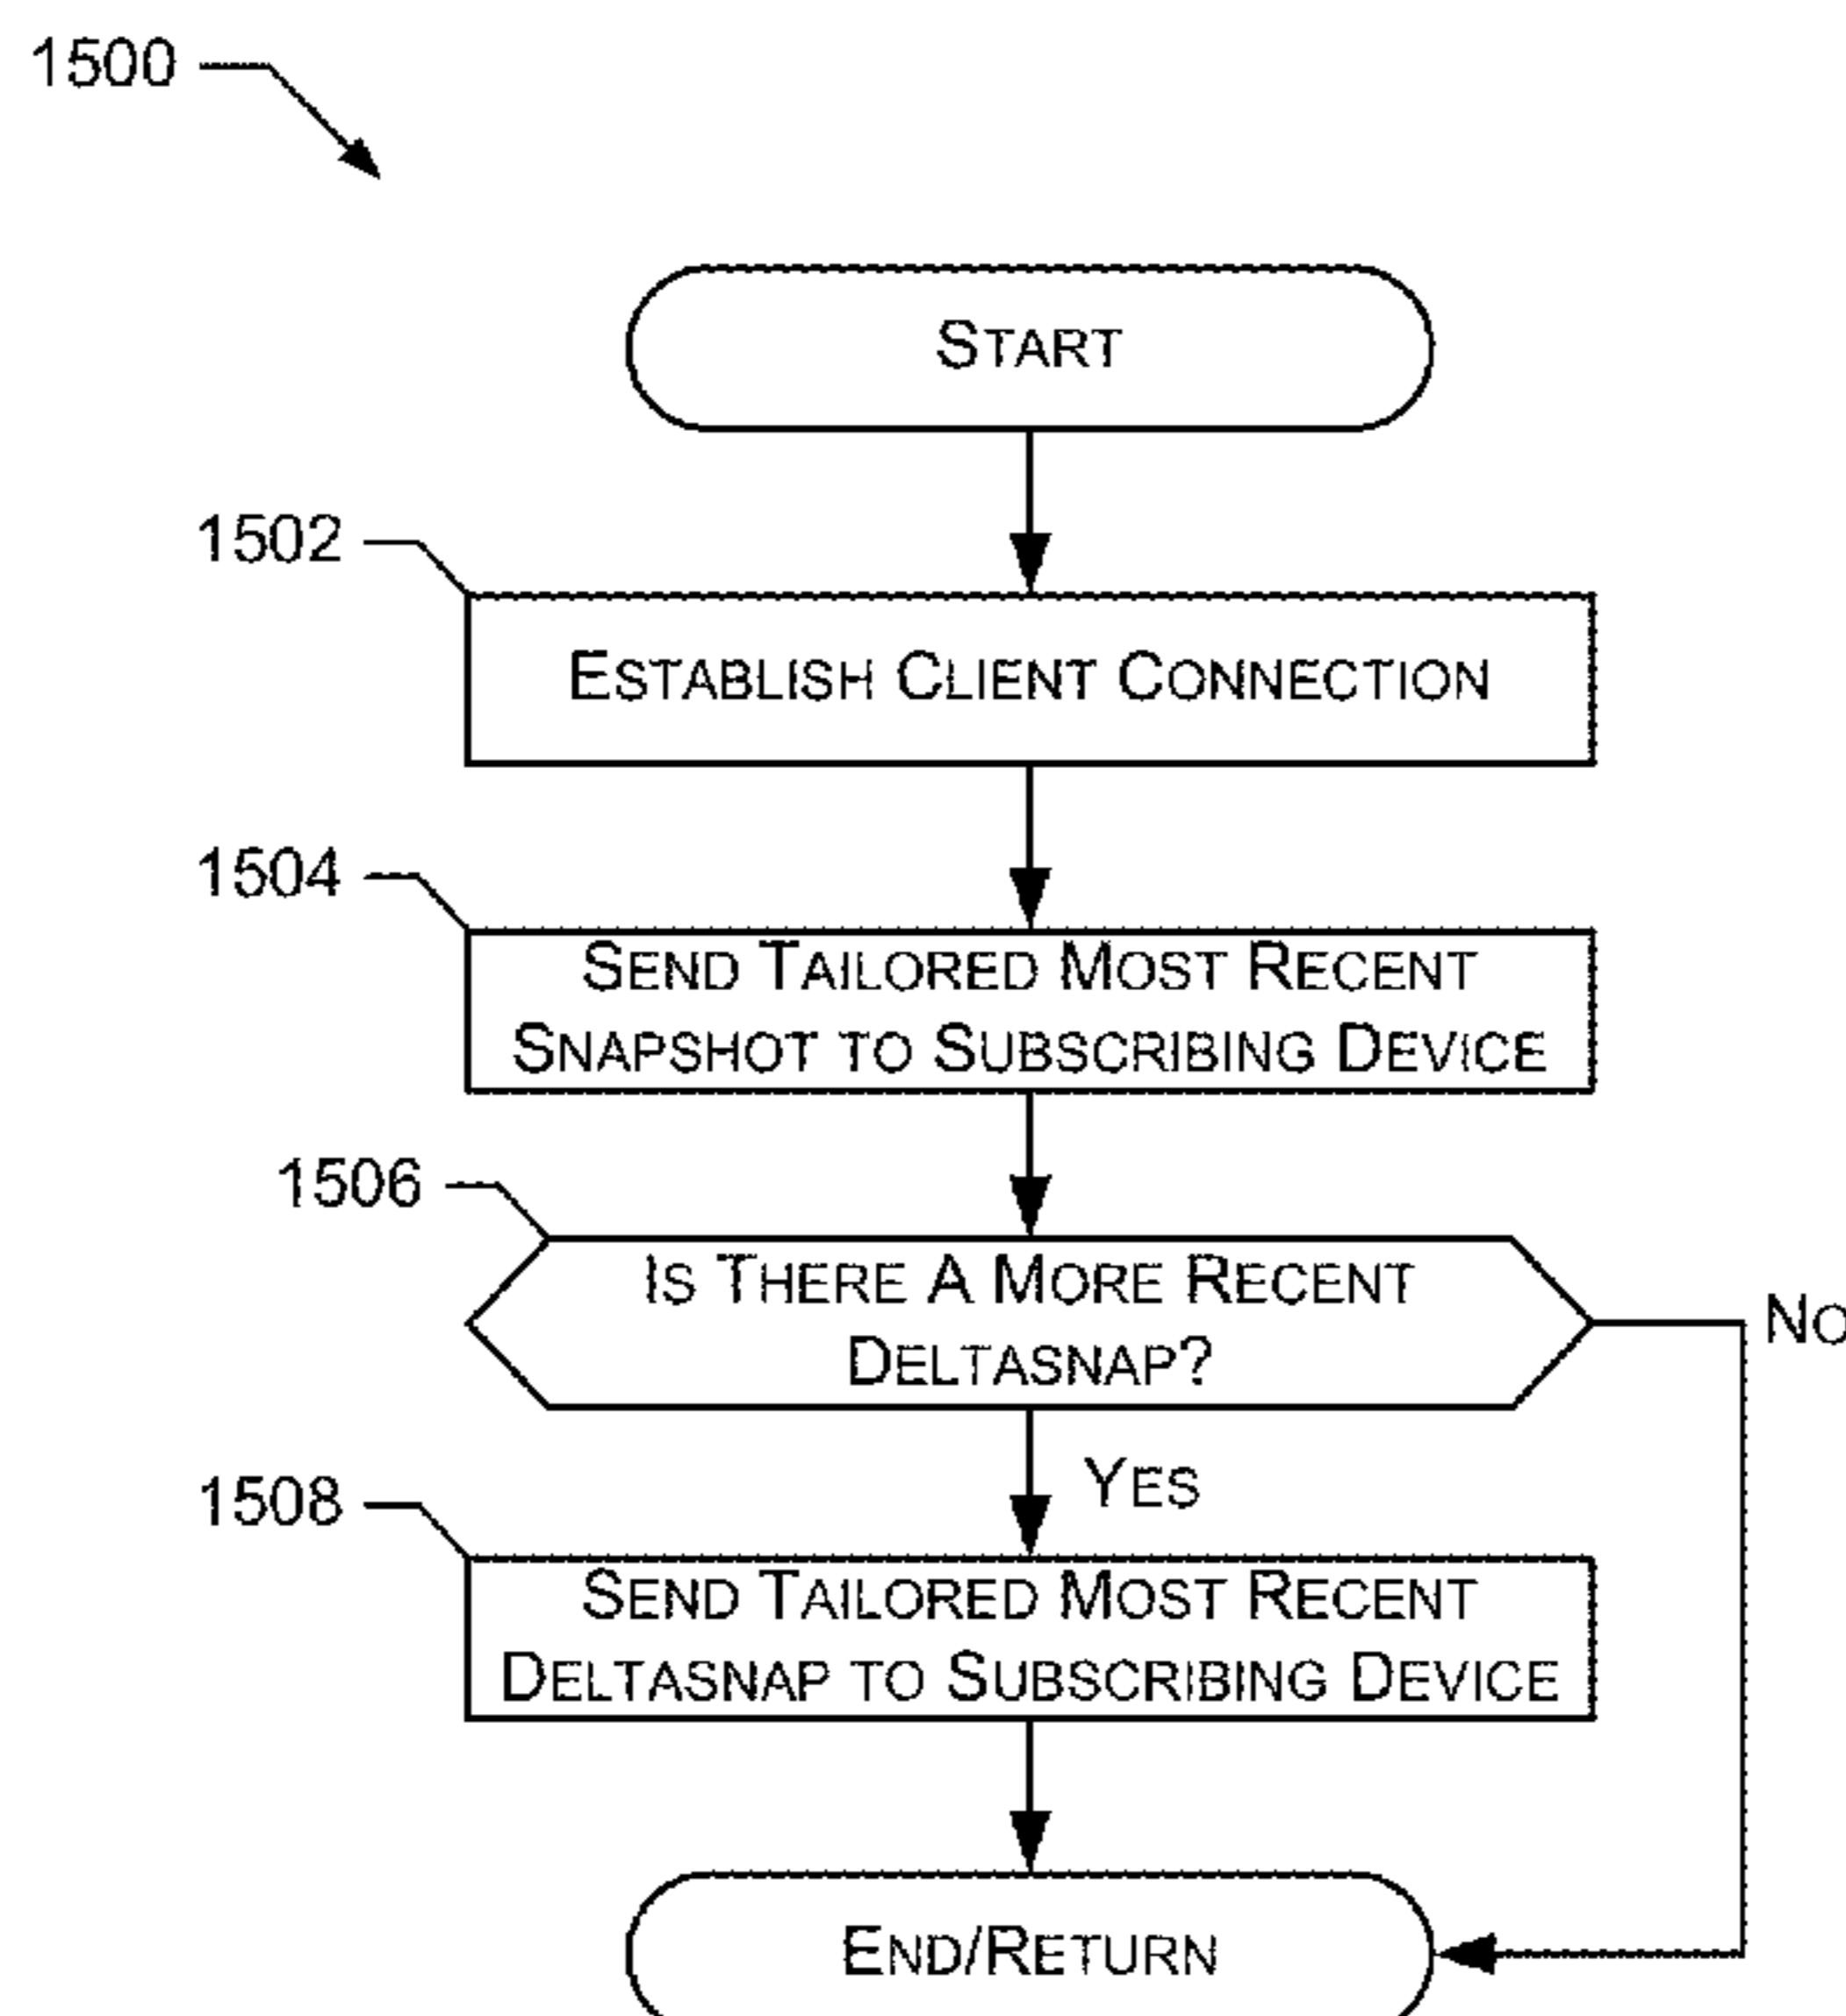 1500
START
1502
ESTABLISH CLIENT CONNECTION
1504
SEND TAILORED MOST RECENT
SNAPSHOT TO SUBSCRIBING DEVICE
1506
IS THERE A MORE RECENT
DELTASNAP?
NO
YES
1508
SEND TAILORED MOST RECENT
DELTASNAP TO SUBSCRIBING DEVICE
END/RETURN